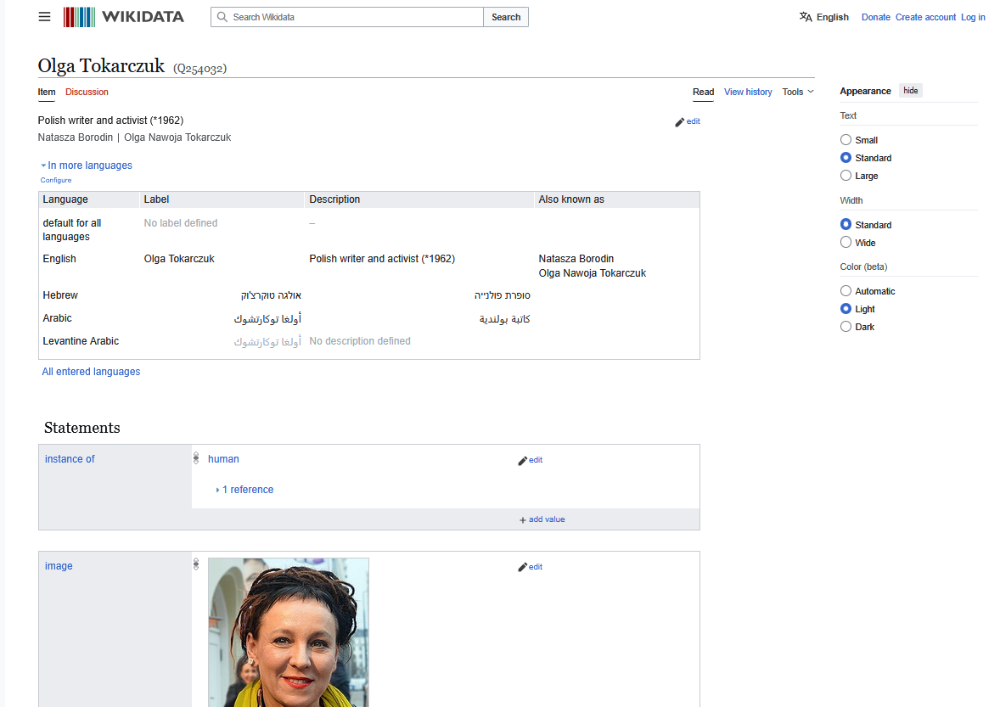 WIKIDATA
Search Wikidata
Search
English
Donate
Create account
Log in
Olga Tokarczuk (Q254032)
Item
Discussion
Read
View history
Tools
Polish writer and activist (*1962)
edit
Natasza Borodin | Olga Nawoja Tokarczuk
In more languages
Configure
Language Label Description Also known as
default for all No label defined –
languages
English Olga Tokarczuk Polish writer and activist (*1962) Natasza Borodin
Olga Nawoja Tokarczuk
Hebrew אולגה טוקרצ'וק סופרת פולנייה
Arabic أولغا توكارتشوك كاتبة بولندية
Levantine Arabic أولغا توكارتشوك No description defined
All entered languages
Statements
instance of
human
edit
1 reference
+ add value
image
edit
Appearance
hide
Text
Small
Standard
Large
Width
Standard
Wide
Color (beta)
Automatic
Light
Dark